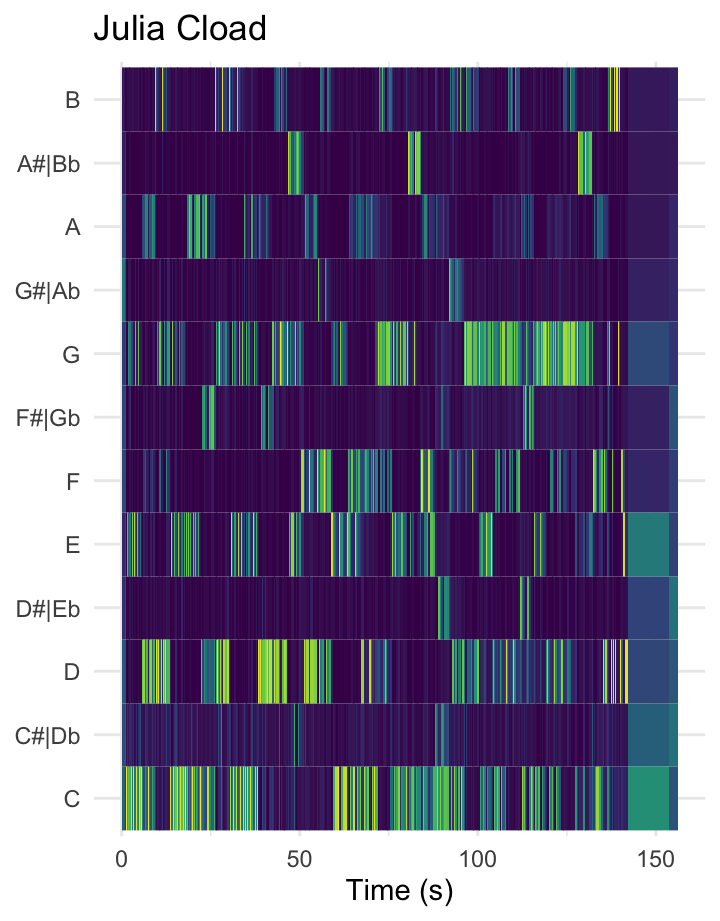 Julia Cload
B
A#|Bb
A
G#|Ab
G
F#|Gb
F
E
D#|Eb
D
C#|Db
C
0 50 100 150
Time (s)